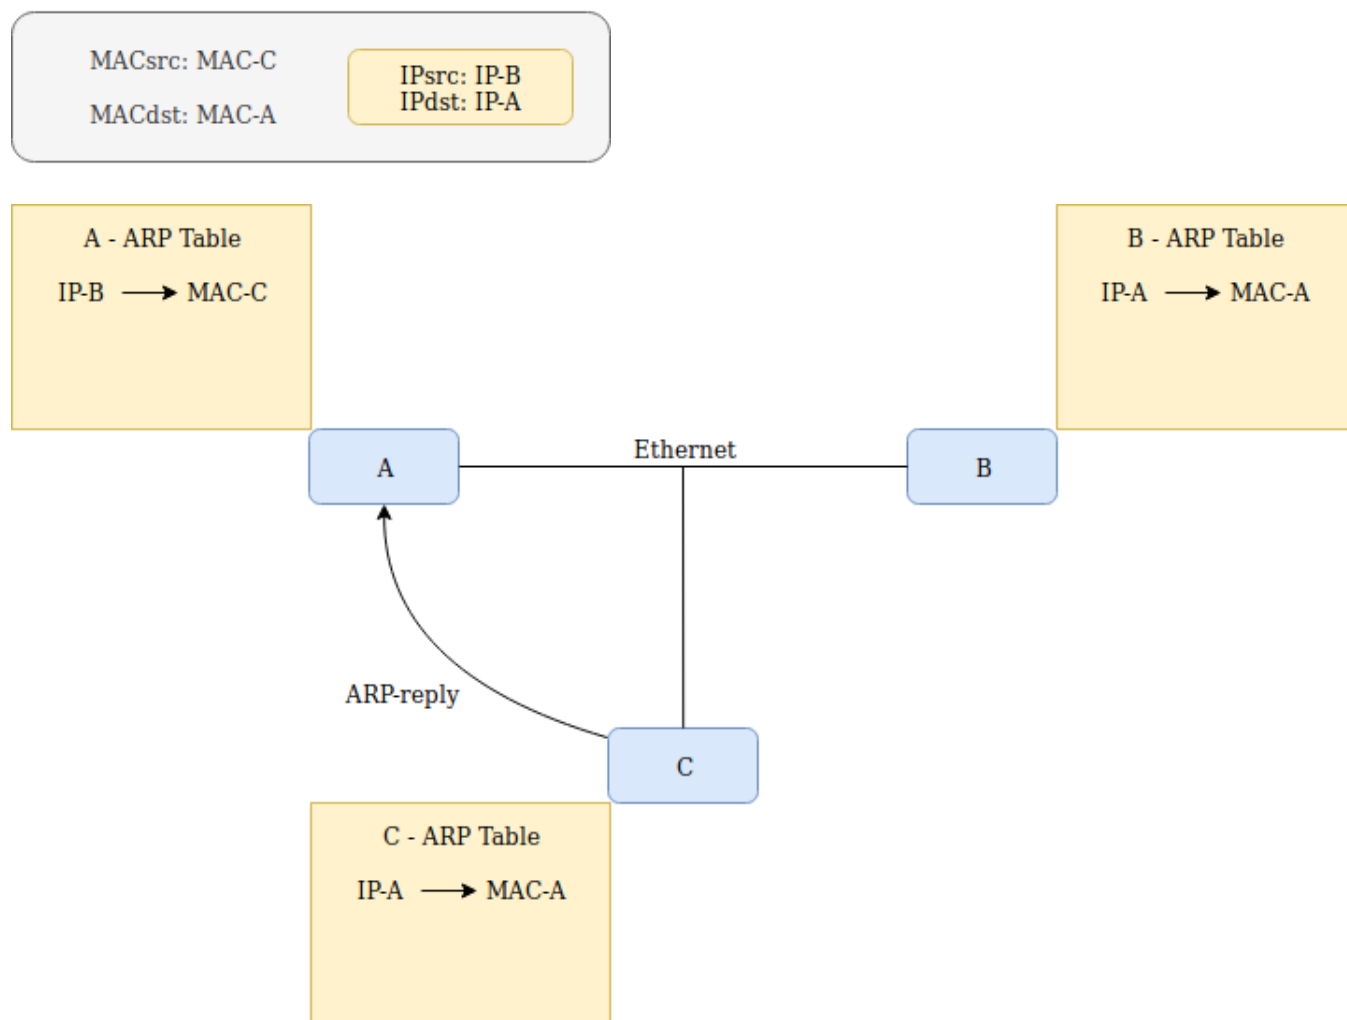 MACsrc: MAC-C
MACdst: MAC-A
IPsrc: IP-B
IPdst: IP-A
A - ARP Table
IP-B MAC-C
B - ARP Table
IP-A MAC-A
Ethernet
A
B
ARP-reply
C
C - ARP Table
IP-A MAC-A